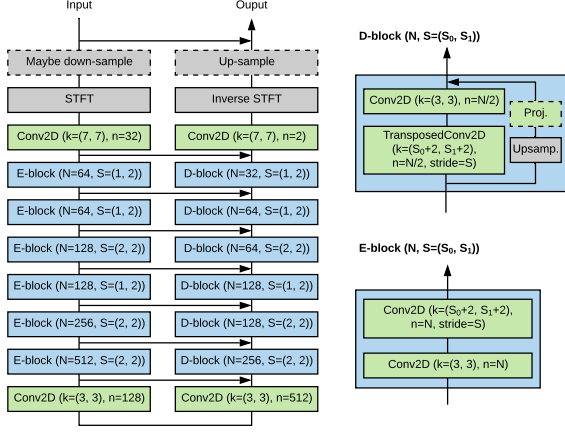 Input
Ouput
Maybe down-sample
Up-sample
STFT
Inverse STFT
Conv2D (k=(7, 7), n=32)
Conv2D (k=(7, 7), n=2)
E-block (N=64, S=(1, 2))
D-block (N=32, S=(1, 2))
E-block (N=64, S=(1, 2))
D-block (N=64, S=(1, 2))
E-block (N=128, S=(2, 2))
D-block (N=64, S=(2, 2))
E-block (N=128, S=(1, 2))
D-block (N=128, S=(1, 2))
E-block (N=256, S=(2, 2))
D-block (N=128, S=(2, 2))
E-block (N=512, S=(2, 2))
D-block (N=256, S=(2, 2))
Conv2D (k=(3, 3), n=128)
Conv2D (k=(3, 3), n=512)
D-block (N, S=(S₀, S₁))
Conv2D (k=(3, 3), n=N/2)
Proj.
TransposedConv2D
(k=(S₀+2, S₁+2),
n=N/2, stride=S)
Upsamp.
E-block (N, S=(S₀, S₁))
Conv2D (k=(S₀+2, S₁+2),
n=N, stride=S)
Conv2D (k=(3, 3), n=N)